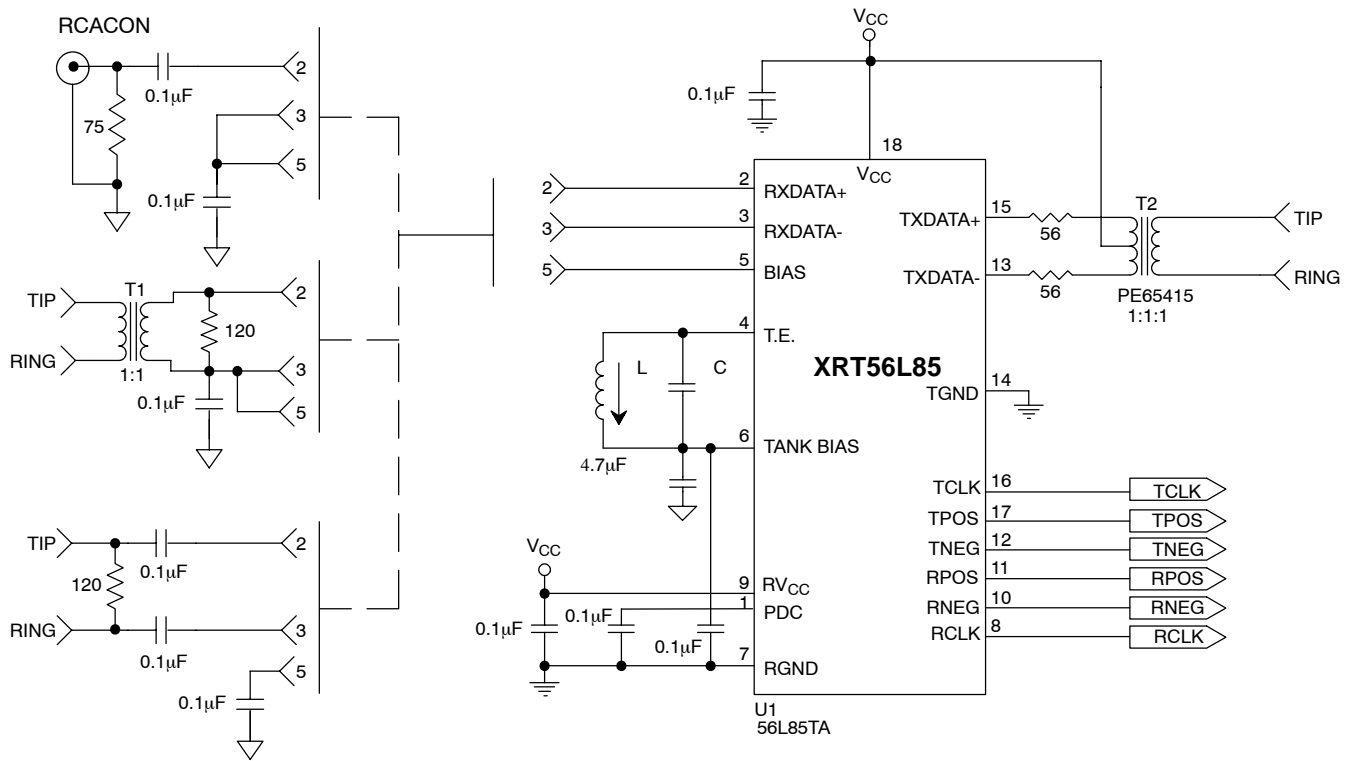 RCACON
2
0.1µF
75
3
5
0.1µF
TIP
T1
2
120
RING
1:1
3
0.1µF
5
TIP
2
0.1µF
120
RING
3
0.1µF
5
0.1µF
VCC
0.1µF
18
VCC
2
2
RXDATA+
3
3
RXDATA-
5
5
BIAS
4
T.E.
L
C
XRT56L85
6
TANK BIAS
4.7µF
VCC
9
RVCC
1
PDC
0.1µF
0.1µF
0.1µF
7
RGND
U1
56L85TA
TXDATA+
15
56
T2
TIP
TXDATA-
13
56
RING
PE65415
1:1:1
TGND
14
TCLK
16
TCLK
TPOS
17
TPOS
TNEG
12
TNEG
RPOS
11
RPOS
RNEG
10
RNEG
RCLK
8
RCLK